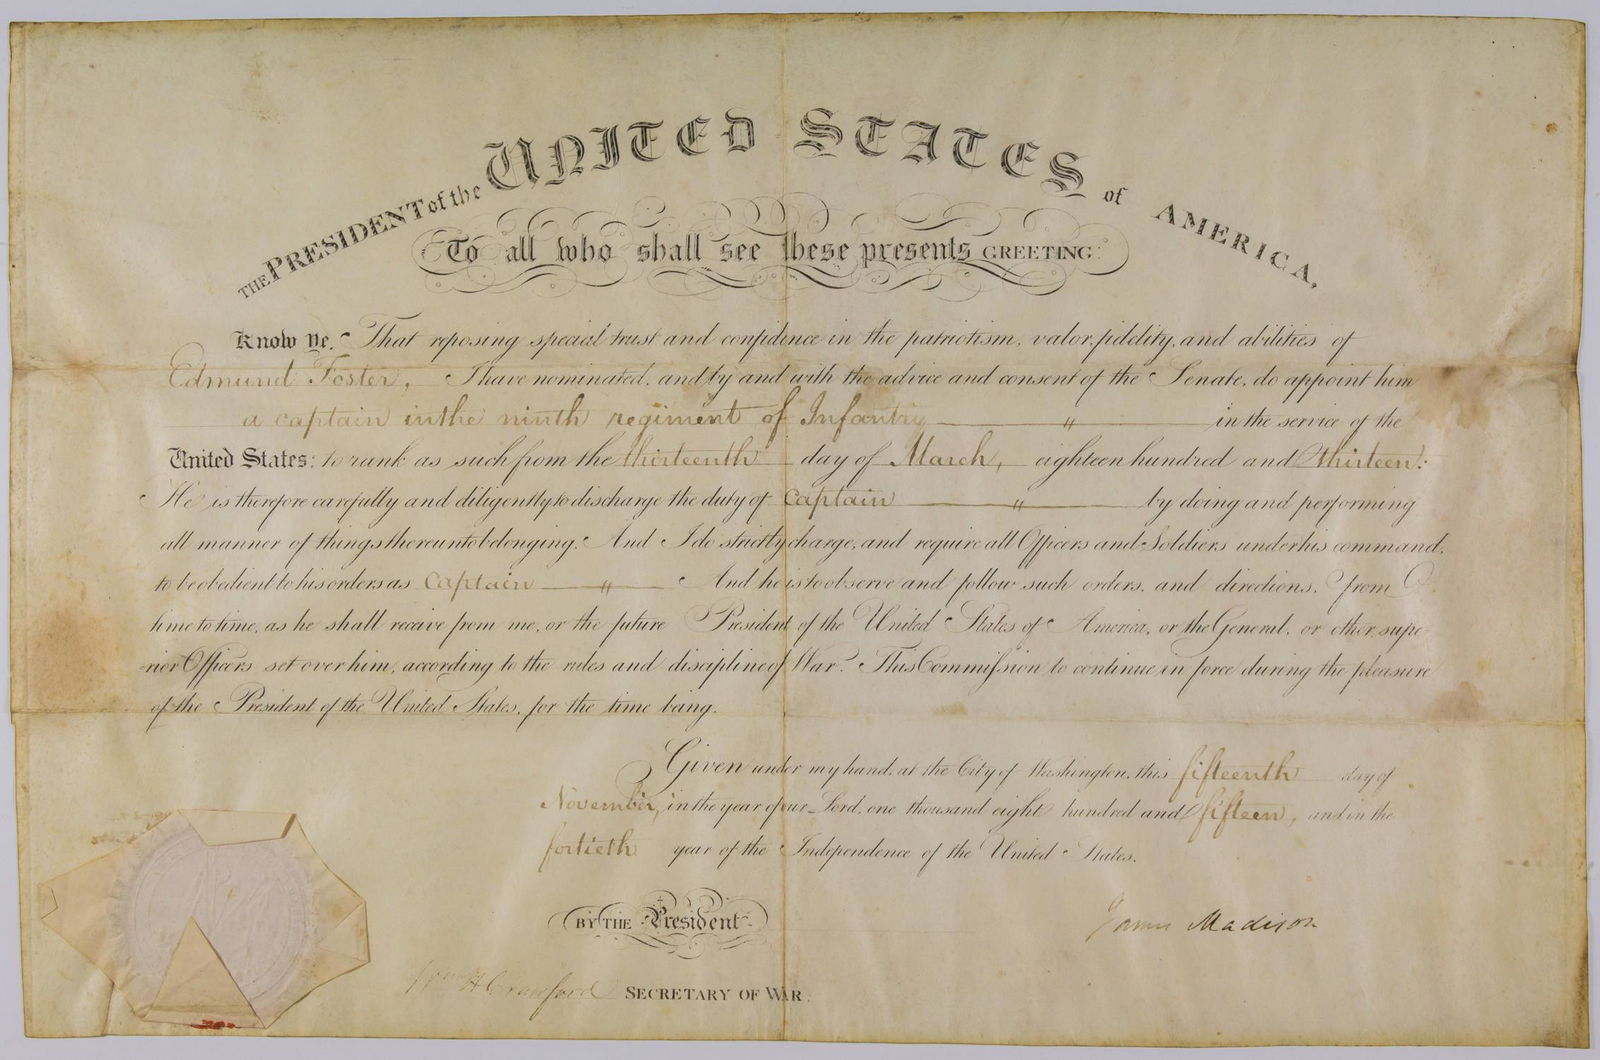 THE PRESIDENT of the UNITED STATES of AMERICA,
To all who shall see these presents GREETING:
Know Ye, That reposing special trust and confidence in the patriotism, valor, fidelity, and abilities of
Edmund Foster, I have nominated, and by and with the advice and consent of the Senate, do appoint him
a captain in the ninth regiment of Infantry — " — in the service of the
United States: to rank as such from the thirteenth day of March, eighteen hundred and thirteen:
He is therefore carefully and diligently to discharge the duty of captain — " — by doing and performing
all manner of things thereunto belonging. And I do strictly charge, and require all Officers and Soldiers under his command,
to be obedient to his orders as captain — " — And he is to observe and follow such orders, and directions, from
time to time, as he shall receive from me, or the future President of the United States of America, or the General, or other supe-
rior Officers set over him, according to the rules and discipline of War. This Commission to continue in force during the pleasure
of the President of the United States, for the time being.
Given under my hand, at the City of Washington, this fifteenth day of
November, in the year of our Lord, one thousand eight hundred and fifteen, and in the
fortieth year of the Independence of the United States.
BY THE President
James Madison
Wm H Crawford SECRETARY OF WAR.